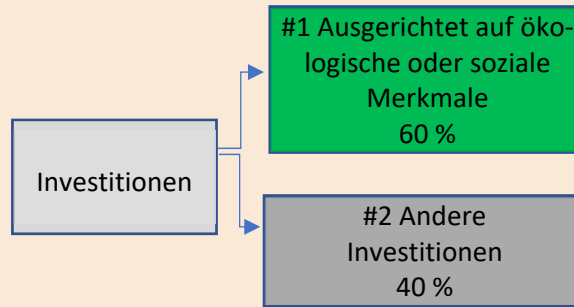 #1 Ausgerichtet auf öko-
logische oder soziale
Merkmale
60 %
Investitionen
#2 Andere
Investitionen
40 %